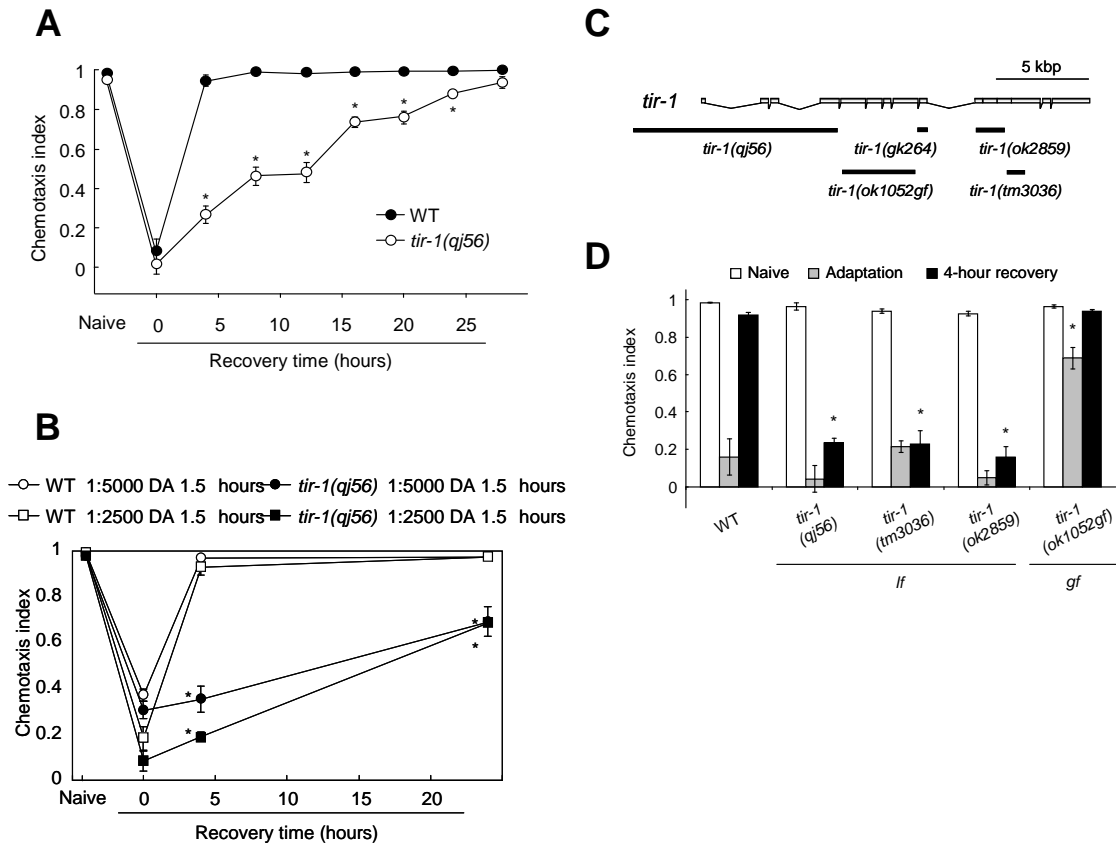 A
Chemotaxis index
1
0.8
0.6
0.4
0.2
0
* * * * * *
WT
tir-1(qj56)
Naive 0 5 10 15 20 25
Recovery time (hours)
B
WT 1:5000 DA 1.5 hours
tir-1(qj56) 1:5000 DA 1.5 hours
WT 1:2500 DA 1.5 hours
tir-1(qj56) 1:2500 DA 1.5 hours
Chemotaxis index
1
0.8
0.6
0.4
0.2
0
* * * *
Naive 0 5 10 15 20
Recovery time (hours)
C
5 kbp
tir-1
tir-1(qj56)
tir-1(gk264)
tir-1(ok2859)
tir-1(ok1052gf)
tir-1(tm3036)
D
Naive
Adaptation
4-hour recovery
Chemotaxis index
1
0.8
0.6
0.4
0.2
0
* * * *
WT
tir-1
(qj56)
tir-1
(tm3036)
tir-1
(ok2859)
tir-1
(ok1052gf)
lf
gf